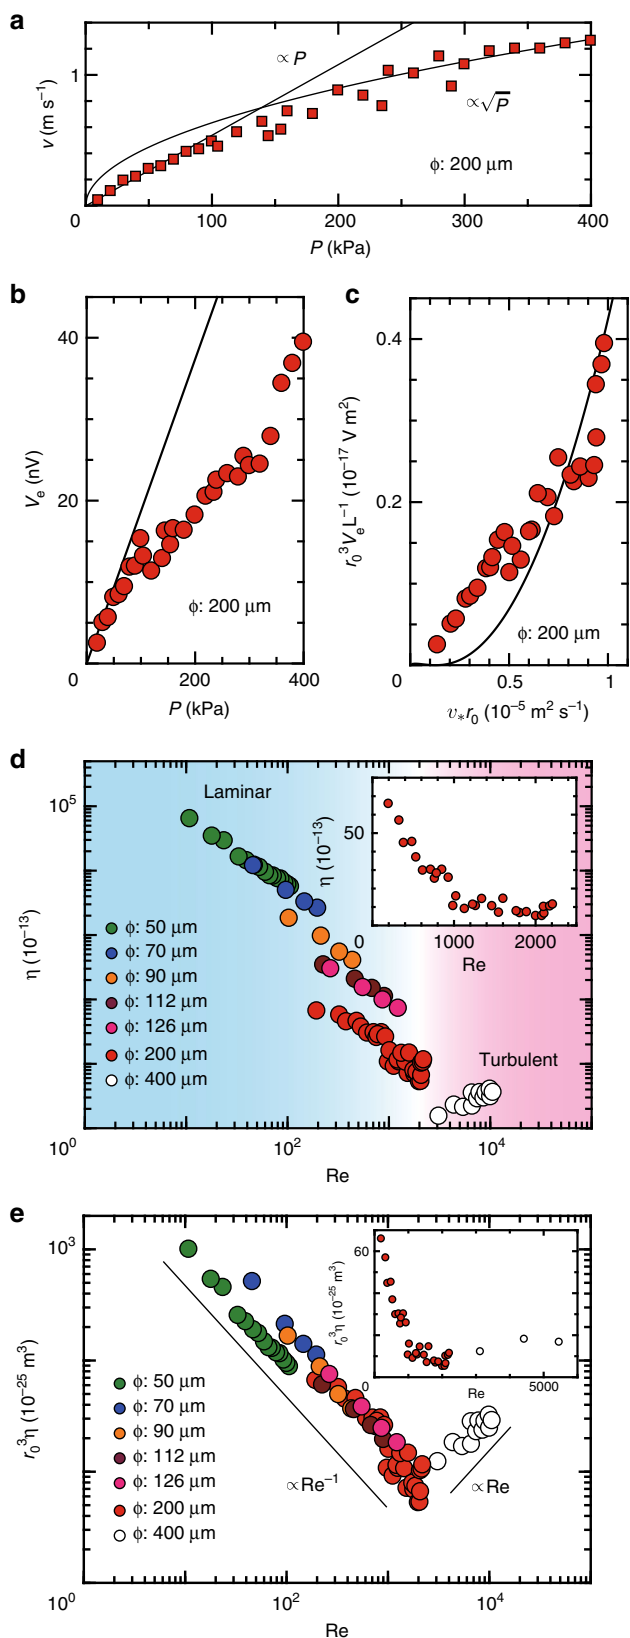 a
v (m s⁻¹)
1
∝P
∝√P
ϕ: 200 μm
0 100 200 300 400
P (kPa)
b
V_e (nV)
40
20
0
ϕ: 200 μm
0 200 400
P (kPa)
c
r₀³V_eL⁻¹ (10⁻¹⁷ V m²)
0.4
0.2
ϕ: 200 μm
0 0.5 1
v_*r₀ (10⁻⁵ m² s⁻¹)
d
η (10⁻¹³)
10⁵
Laminar
Turbulent
ϕ: 50 μm
ϕ: 70 μm
ϕ: 90 μm
ϕ: 112 μm
ϕ: 126 μm
ϕ: 200 μm
ϕ: 400 μm
η (10⁻¹³)
50
0 1000 2000
Re
10⁰ 10² 10⁴
Re
e
r₀³η (10⁻²⁵ m³)
10³
∝Re⁻¹
∝Re
ϕ: 50 μm
ϕ: 70 μm
ϕ: 90 μm
ϕ: 112 μm
ϕ: 126 μm
ϕ: 200 μm
ϕ: 400 μm
r₀³η (10⁻²⁵ m³)
60
20
0 Re 5000
10⁰ 10² 10⁴
Re